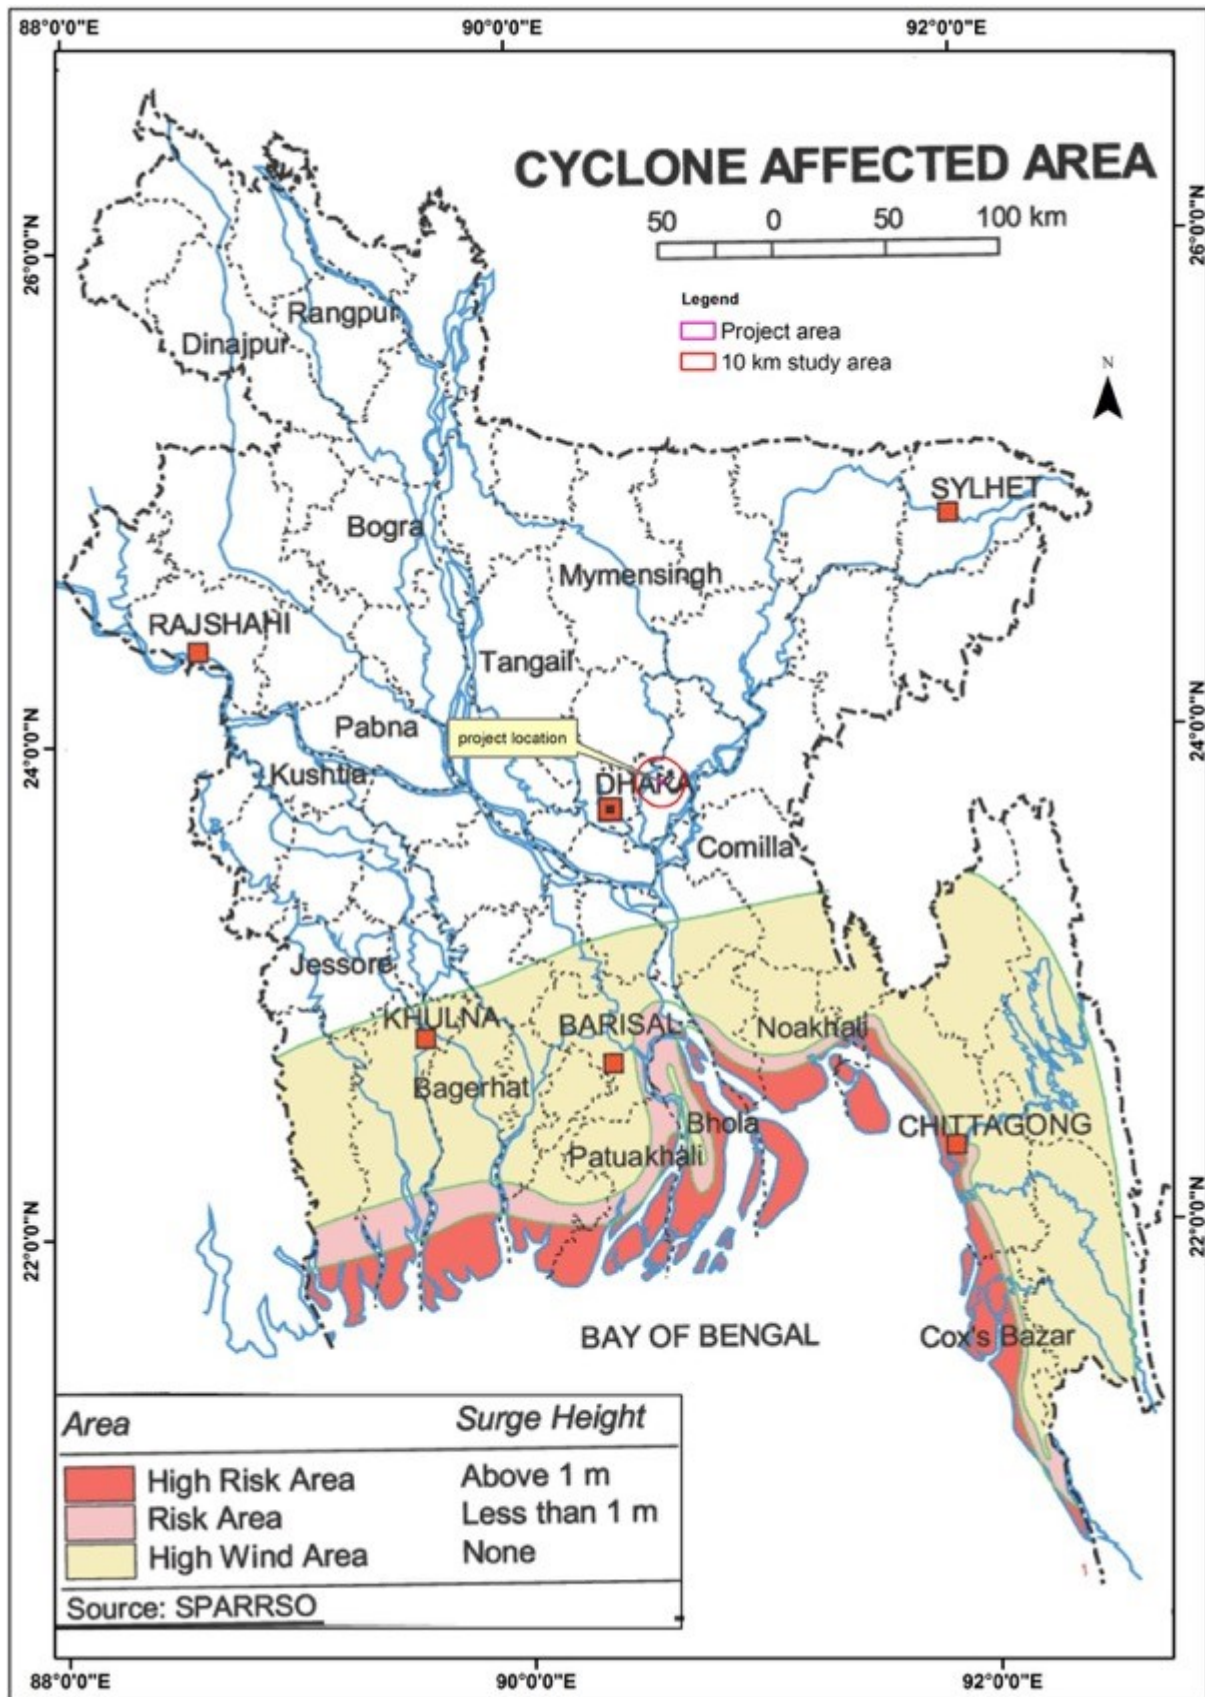 88°0'0"E 90°0'0"E 92°0'0"E
CYCLONE AFFECTED AREA
50 0 50 100 km
26°0'0"N
26°0'0"N
Legend
Project area
10 km study area
N
Rangpur
Dinajpur
SYLHET
Bogra
Mymensingh
RAJSHAHI
Tangail
Pabna
project location
24°0'0"N
24°0'0"N
Kushtia
DHAKA
Comilla
Jessore
KHULNA
BARISAL
Noakhali
Bagerhat
Bhola
CHITTAGONG
Patuakhali
22°0'0"N
22°0'0"N
BAY OF BENGAL
Cox's Bazar
Area Surge Height
High Risk Area Above 1 m
Risk Area Less than 1 m
High Wind Area None
Source: SPARRSO
88°0'0"E 90°0'0"E 92°0'0"E